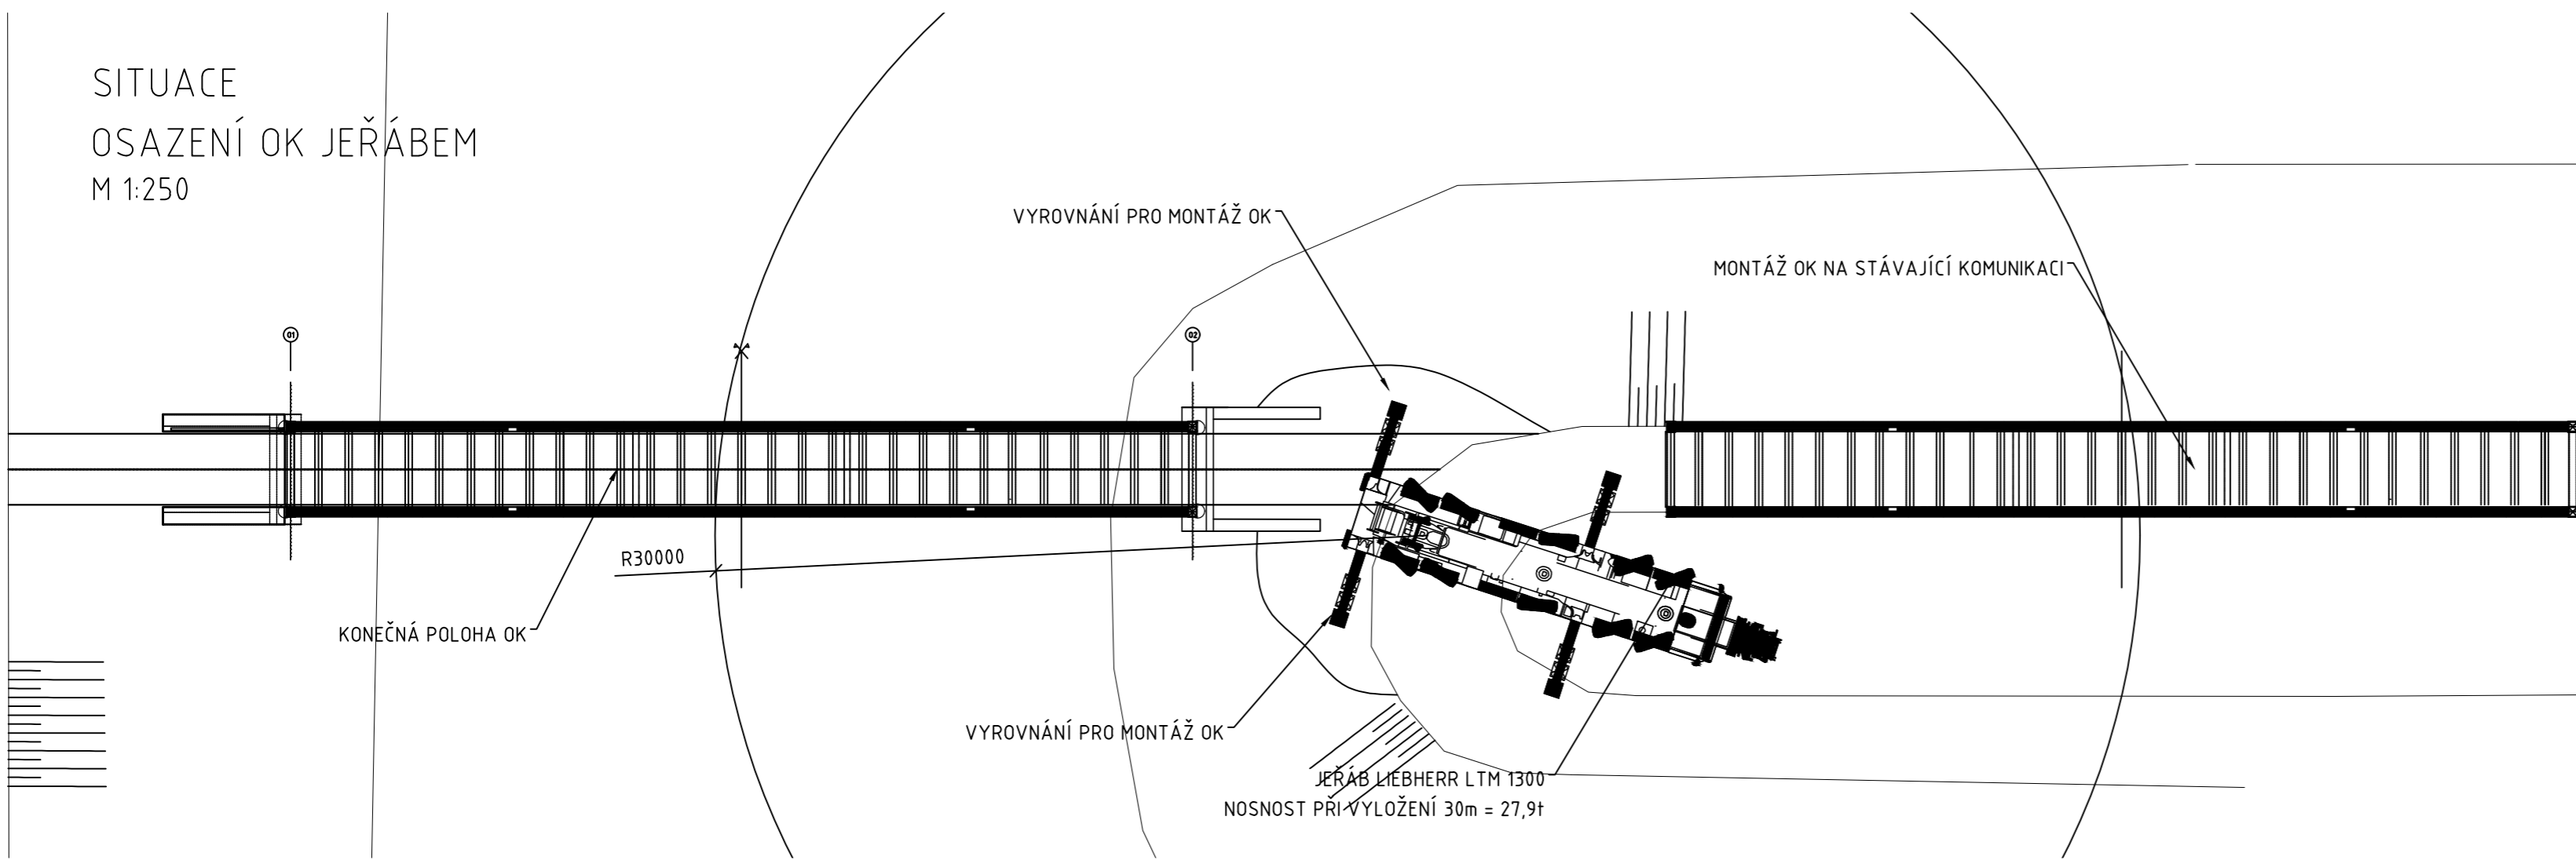 SITUACE
OSAZENÍ OK JEŘÁBEM
M 1:250
VYROVNÁNÍ PRO MONTÁŽ OK
MONTÁŽ OK NA STÁVAJÍCÍ KOMUNIKACI
01
02
R30000
KONEČNÁ POLOHA OK
VYROVNÁNÍ PRO MONTÁŽ OK
JEŘÁB LIEBHERR LTM 1300
NOSNOST PŘI VYLOŽENÍ 30m = 27,9t